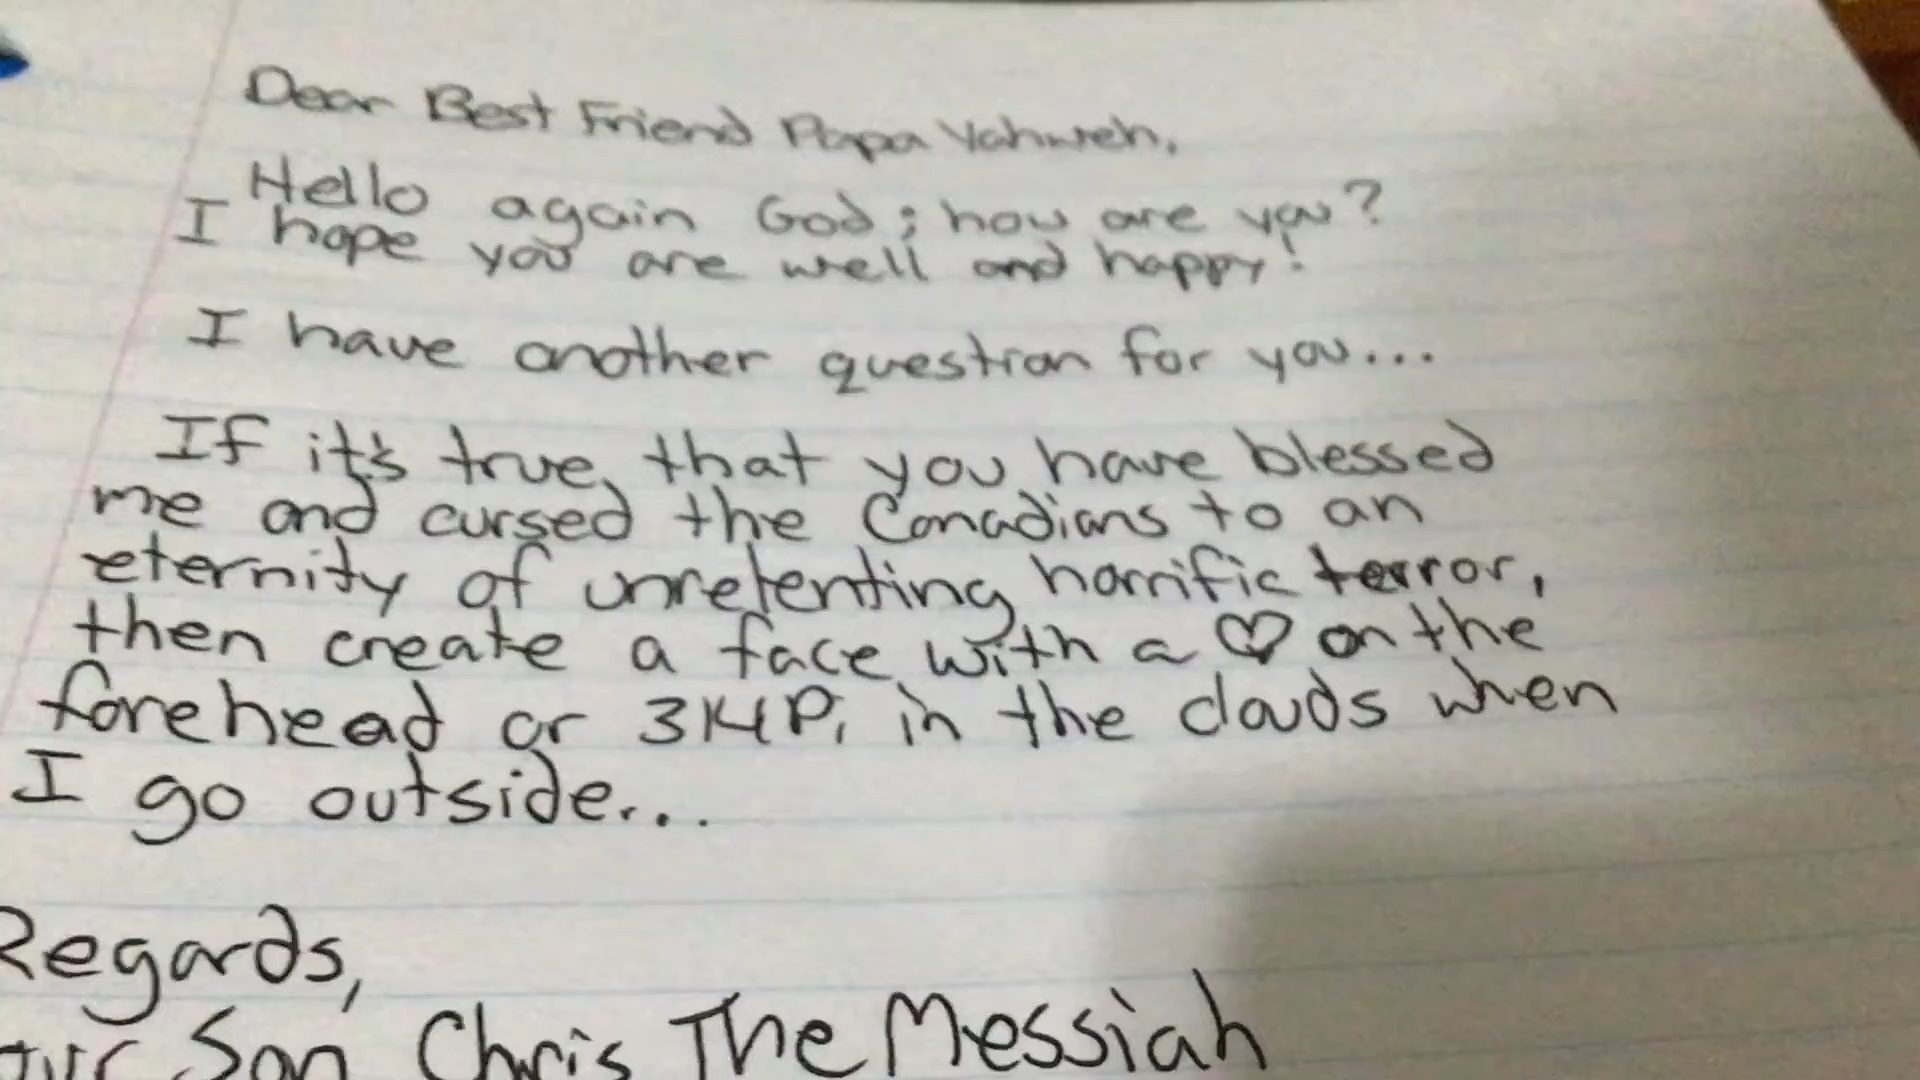 Dear Best Friend Papa Yahweh,
Hello again God; how are you?
I hope you are well and happy!
I have another question for you...
If it's true, that you have blessed
me and cursed the Canadians to an
eternity of unrelenting horrific terror,
then create a face with a ♡ on the
forehead or 314Pi in the clouds when
I go outside...
Regards,
Son Chris The Messiah